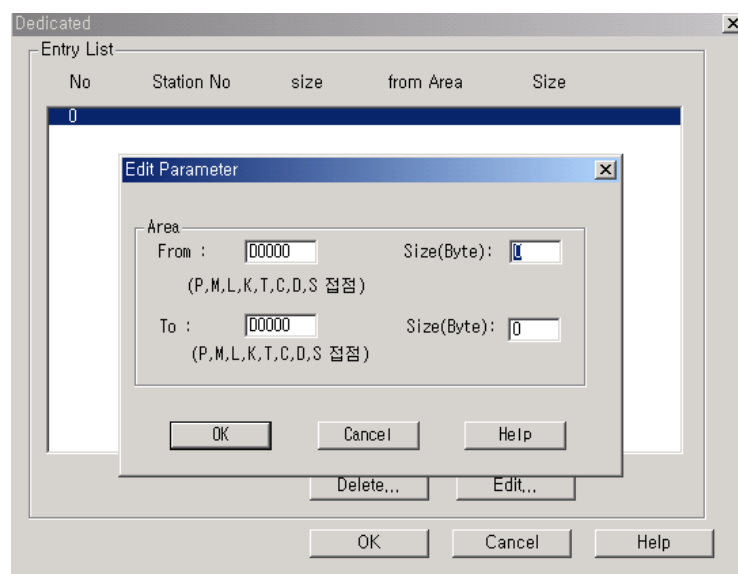 Dedicated
Entry List
No Station No size from Area Size
0
Edit Parameter
Area
From : D0000 Size(Byte): 0
(P,M,L,K,T,C,D,S 접점)
To : D0000 Size(Byte): 0
(P,M,L,K,T,C,D,S 접점)
OK Cancel Help
Delete... Edit...
OK Cancel Help